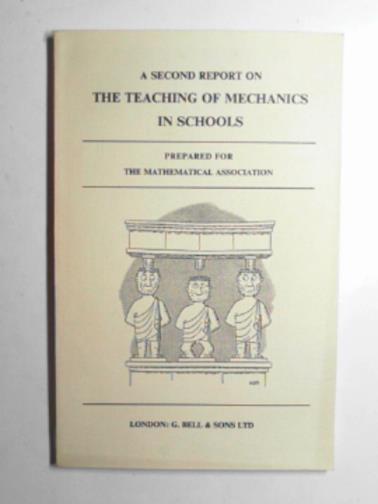 A SECOND REPORT ON
THE TEACHING OF MECHANICS
IN SCHOOLS
PREPARED FOR
THE MATHEMATICAL ASSOCIATION
LONDON: G. BELL & SONS LTD